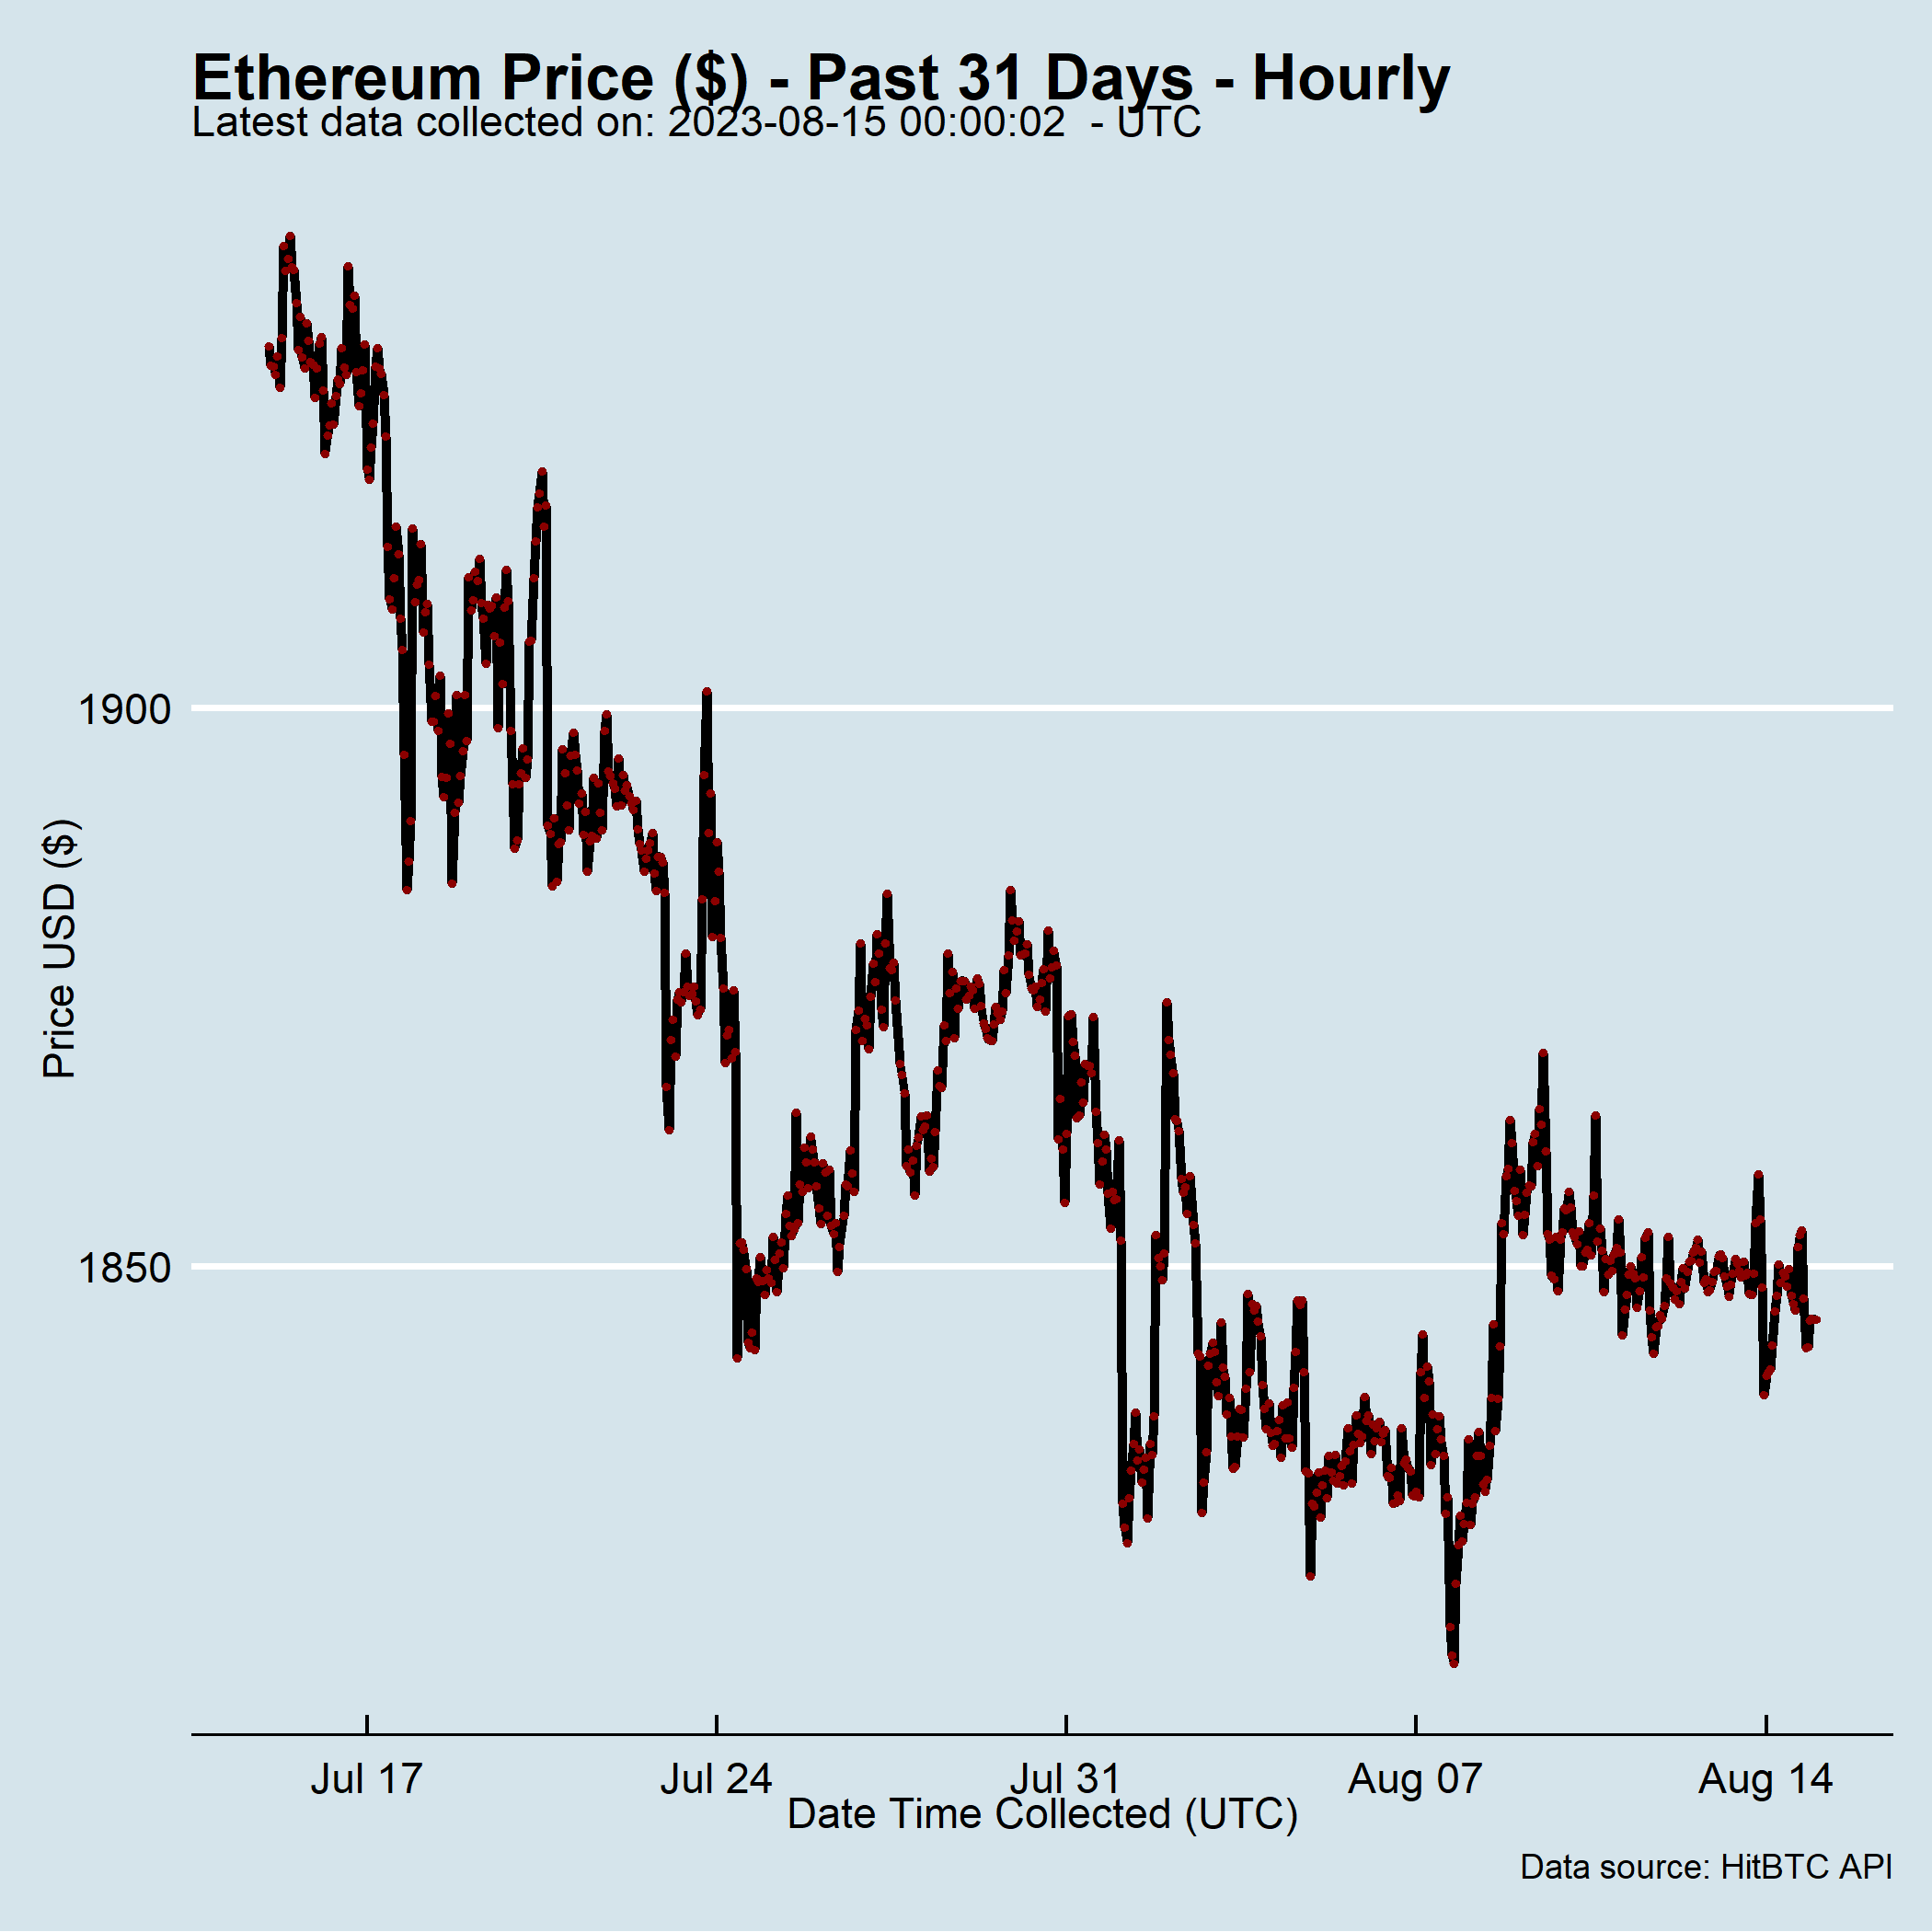 Ethereum Price ($) - Past 31 Days - Hourly
Latest data collected on: 2023-08-15 00:00:02  - UTC
1900
1850
Price USD ($)
Jul 17
Jul 24
Jul 31
Aug 07
Aug 14
Date Time Collected (UTC)
Data source: HitBTC API